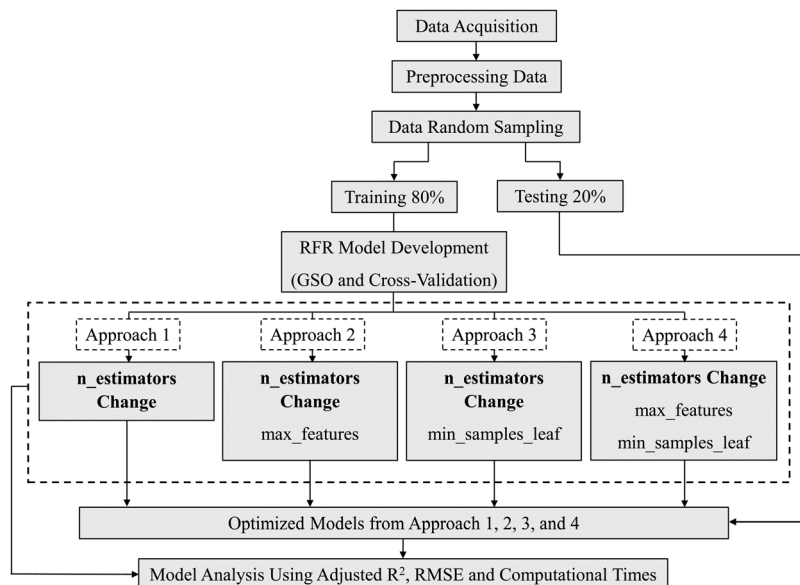 Data Acquisition
Preprocessing Data
Data Random Sampling
Training 80%
Testing 20%
RFR Model Development
(GSO and Cross-Validation)
Approach 1
Approach 2
Approach 3
Approach 4
n_estimators
Change
n_estimators
Change
max_features
n_estimators
Change
min_samples_leaf
n_estimators Change
max_features
min_samples_leaf
Optimized Models from Approach 1, 2, 3, and 4
Model Analysis Using Adjusted R², RMSE and Computational Times